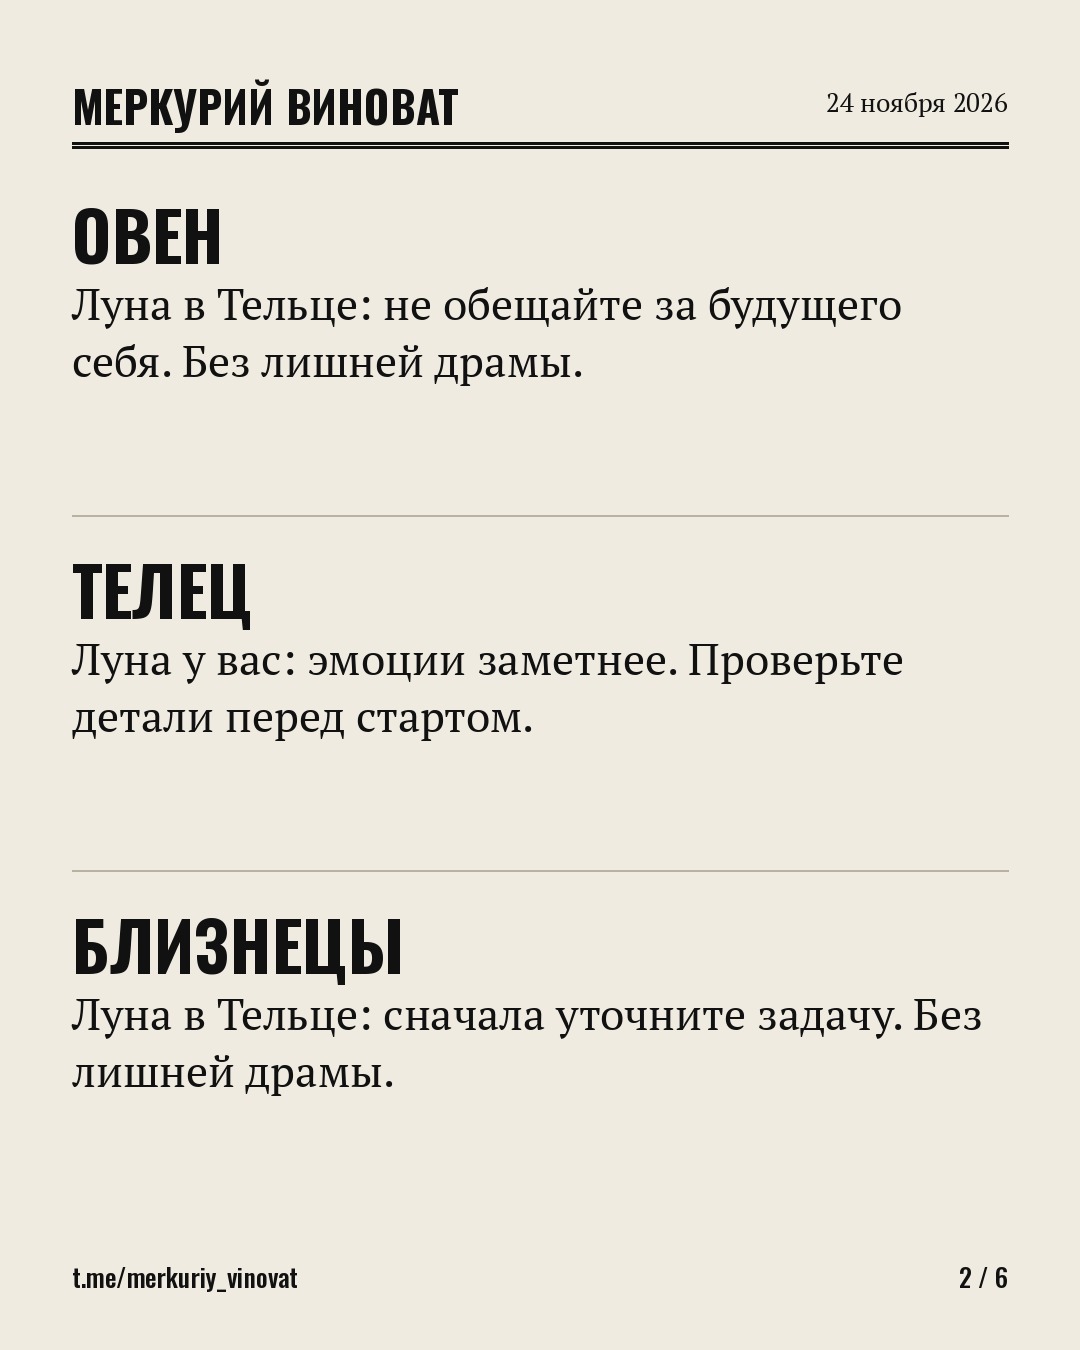 МЕРКУРИЙ ВИНОВАТ
24 ноября 2026
ОВЕН
Луна в Тельце: не обещайте за будущего
себя. Без лишней драмы.
ТЕЛЕЦ
Луна у вас: эмоции заметнее. Проверьте
детали перед стартом.
БЛИЗНЕЦЫ
Луна в Тельце: сначала уточните задачу. Без
лишней драмы.
t.me/merkuriy_vinovat
2 / 6